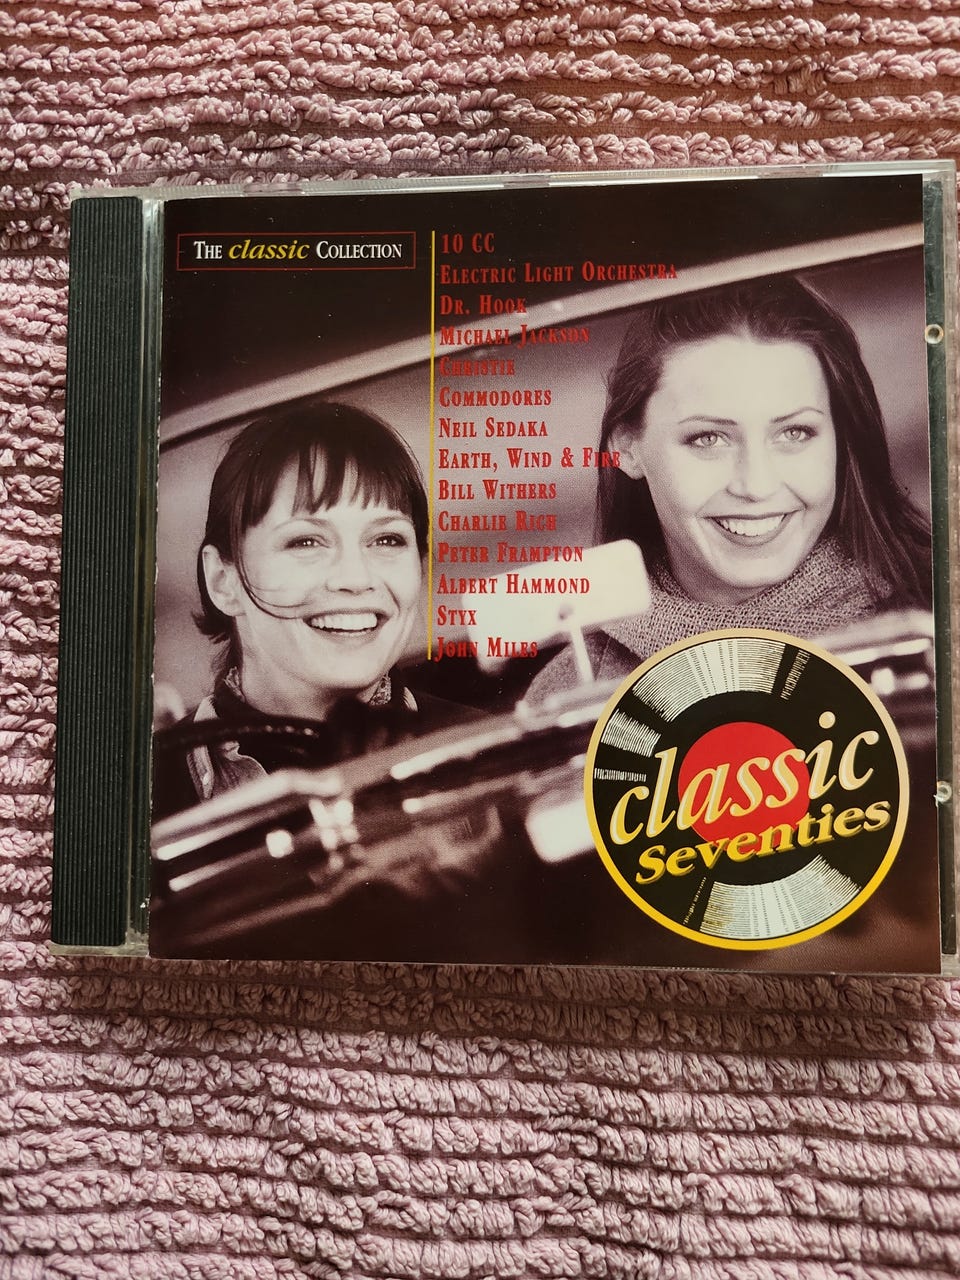 THE classic COLLECTION
10 CC
ELECTRIC LIGHT ORCHESTRA
DR. HOOK
MICHAEL JACKSON
CHRISTIE
COMMODORES
NEIL SEDAKA
EARTH, WIND & FIRE
BILL WITHERS
CHARLIE RICH
PETER FRAMPTON
ALBERT HAMMOND
STYX
JOHN MILES
classic
seventies